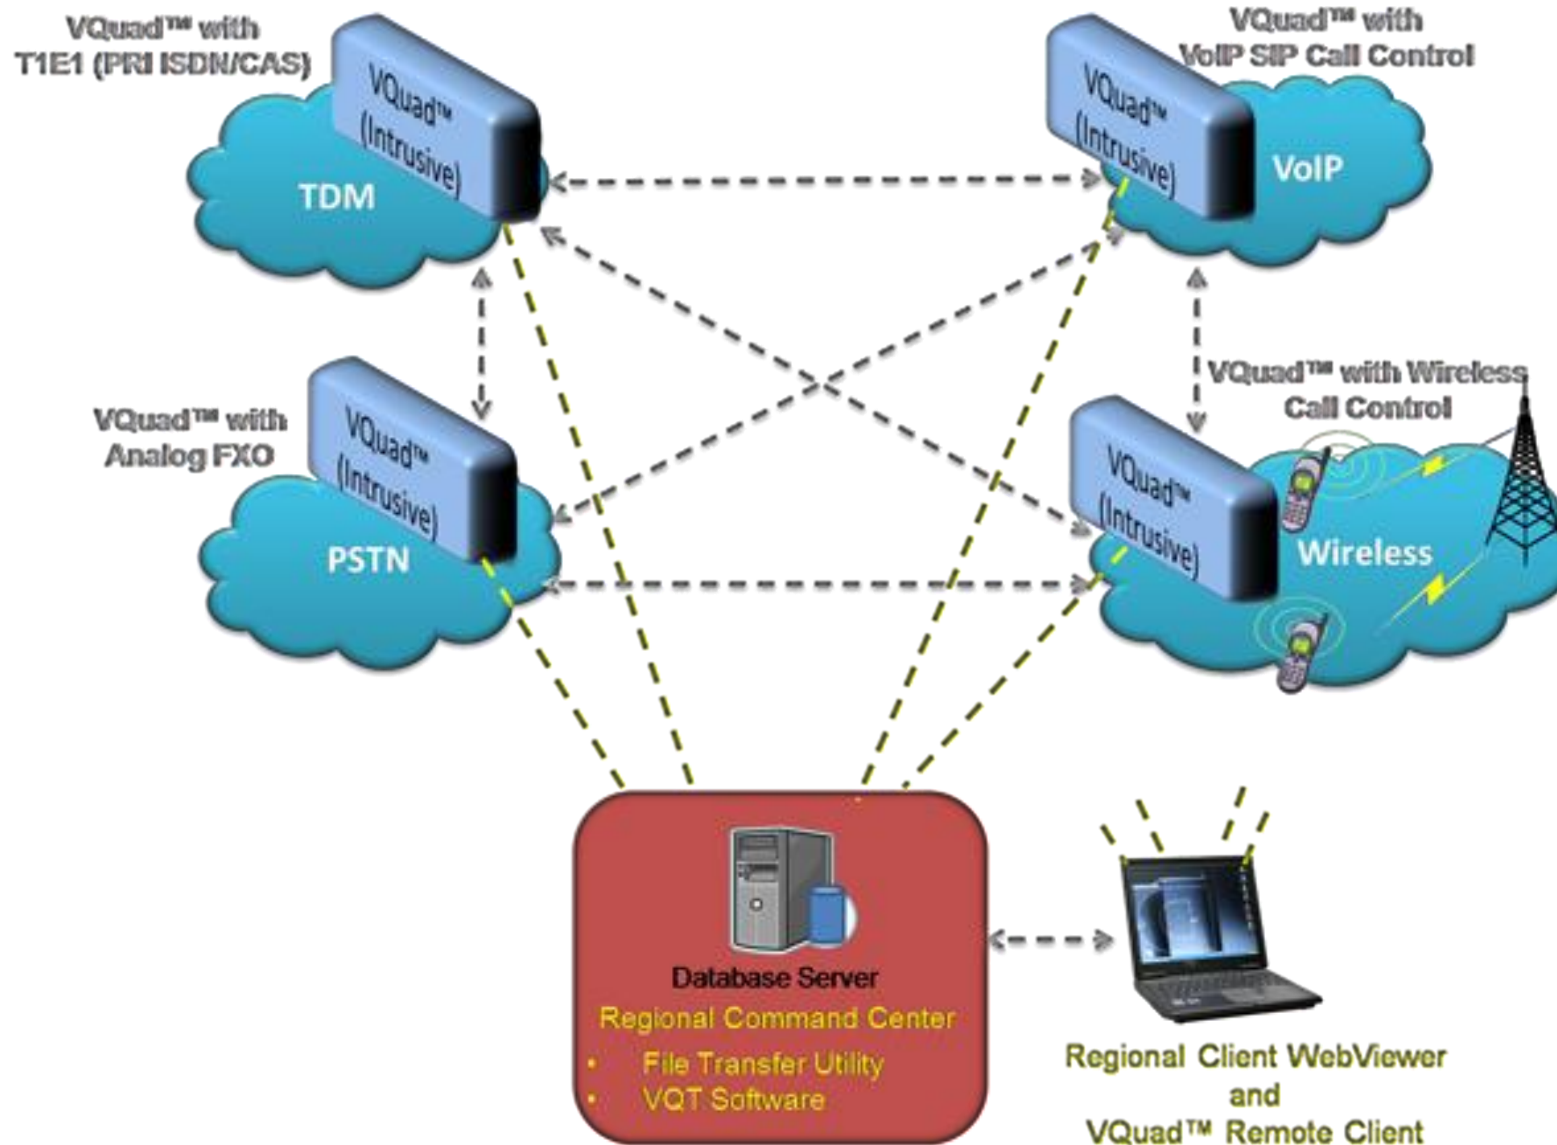 VQuad™ with
T1E1 (PRI ISDN/CAS)
VQuad™
(Intrusive)
TDM
VQuad™ with
VoIP SIP Call Control
VQuad™
(Intrusive)
VoIP
VQuad™ with
Analog FXO
VQuad™
(Intrusive)
PSTN
VQuad™ with Wireless
Call Control
VQuad™
(Intrusive)
Wireless
Database Server
Regional Command Center
• File Transfer Utility
• VQT Software
Regional Client WebViewer
and
VQuad™ Remote Client